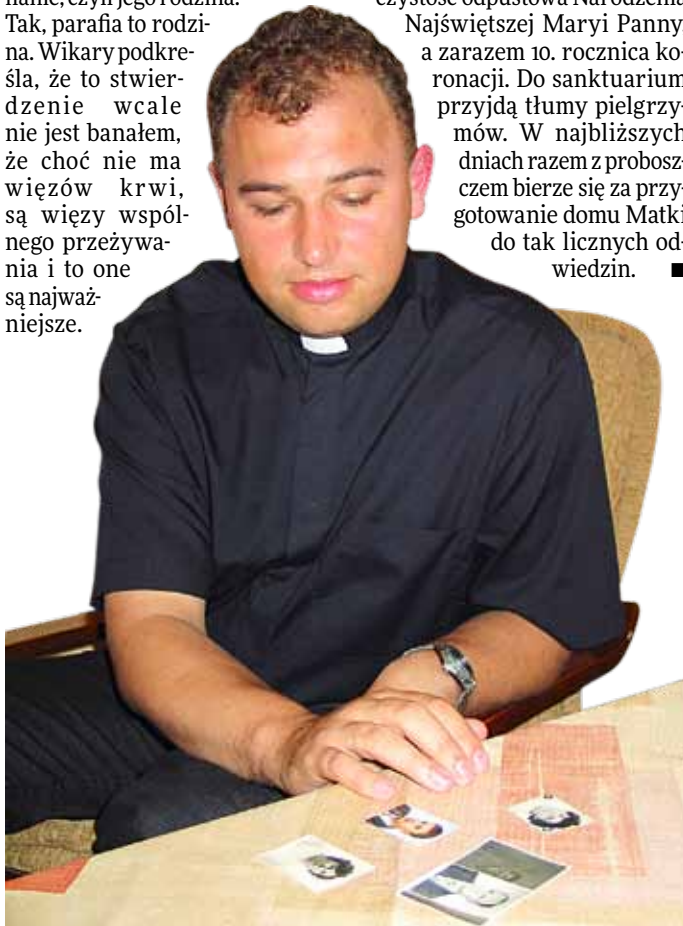 Tak, parafia to rodzi-
na. Wikary podkre-
śla, że to stwier-
dzenie wcale
nie jest banałem,
że choć nie ma
więzów krwi,
są więzy wspól-
nego przeżywa-
nia i to one
są najważ-
niejsze.
Najświętszej Maryi Panny,
a zarazem 10. rocznica ko-
ronacji. Do sanktuarium
przyjdą tłumy pielgrzy-
mów. W najbliższych
dniach razem z probosz-
czem bierze się za przy-
gotowanie domu Matki
do tak licznych od-
wiedzin. ■